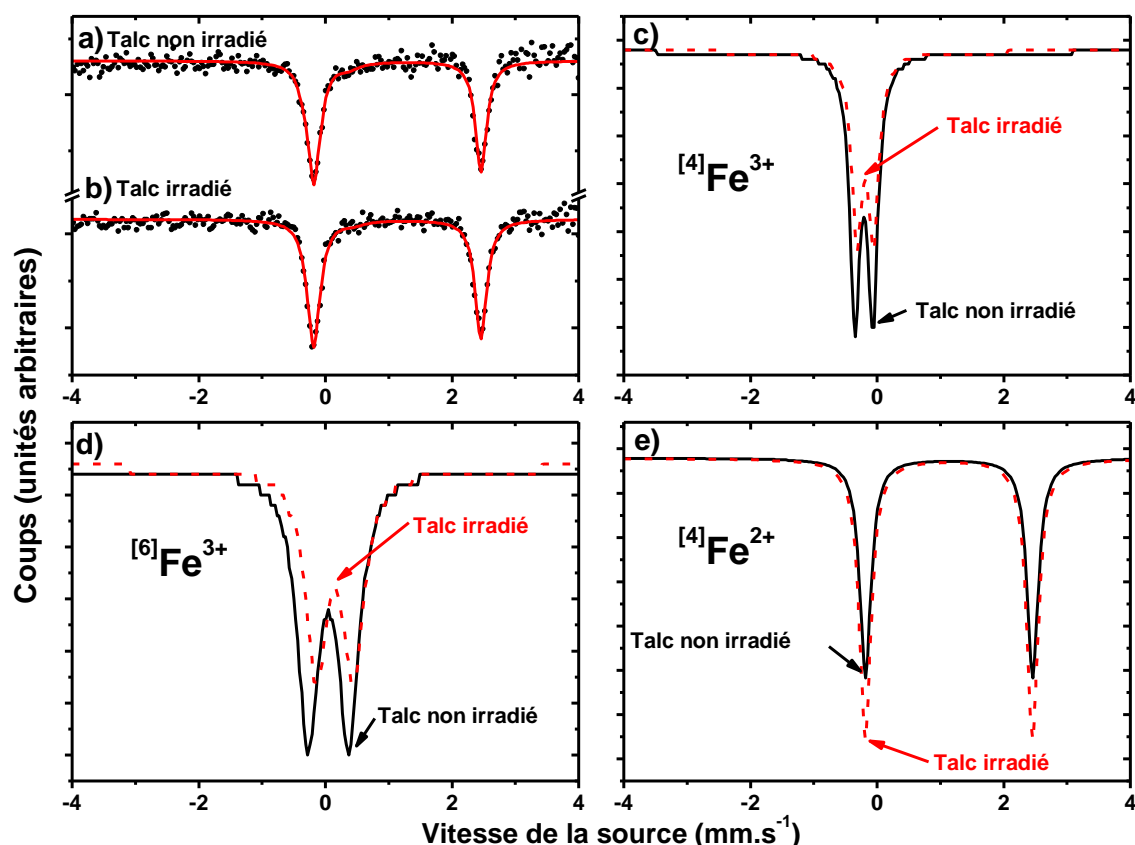 a) Talc non irradié
b) Talc irradié
-4 -2 0 2 4
c)
Talc irradié
[4]Fe3+
Talc non irradié
-4 -2 0 2 4
d)
[6]Fe3+
Talc irradié
Talc non irradié
-4 -2 0 2 4
e)
[4]Fe2+
Talc non irradié
Talc irradié
-4 -2 0 2 4
Coups (unités arbitraires)
Vitesse de la source (mm.s-1)